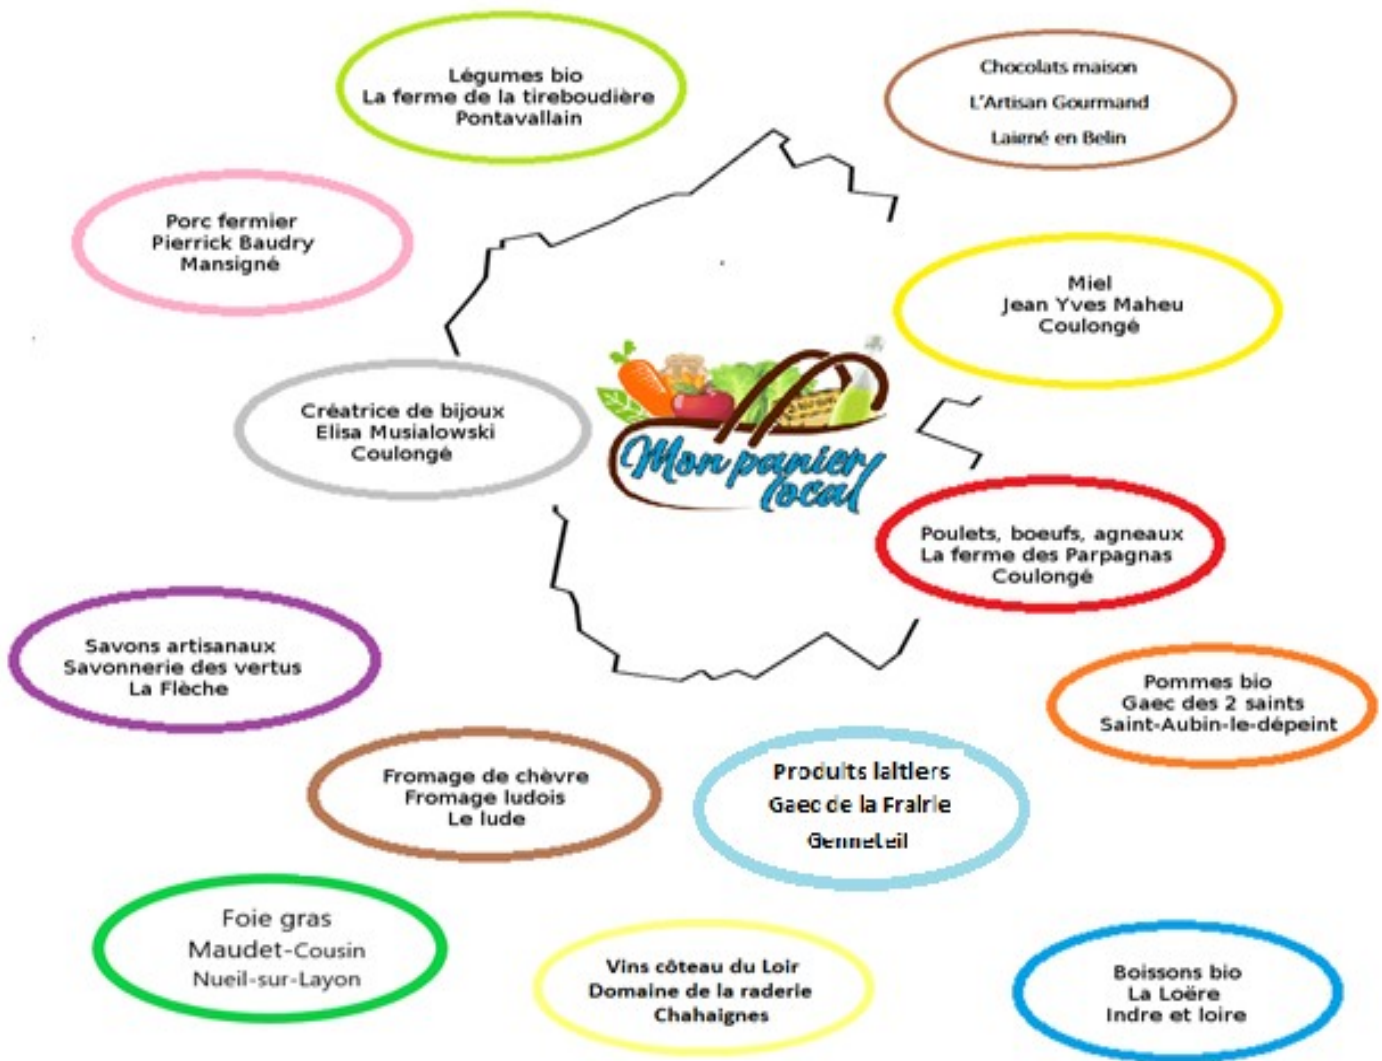 Légumes bio
La ferme de la tireboudière
Pontavallain
Chocolats maison
L'Artisan Gourmand
Laigné en Belin
Porc fermier
Pierrick Baudry
Mansigné
Miel
Jean Yves Maheu
Coulongé
Créatrice de bijoux
Elisa Musialowski
Coulongé
Mon panier
local
Poulets, boeufs, agneaux
La ferme des Parpagnas
Coulongé
Savons artisanaux
Savonnerie des vertus
La Flèche
Pommes bio
Gaec des 2 saints
Saint-Aubin-le-dépeint
Fromage de chèvre
Fromage ludois
Le lude
Produits laitiers
Gaec de la Frairie
Genneteil
Foie gras
Maudet-Cousin
Nueil-sur-Layon
Vins côteau du Loir
Domaine de la raderie
Chahaignes
Boissons bio
La Loëre
Indre et loire